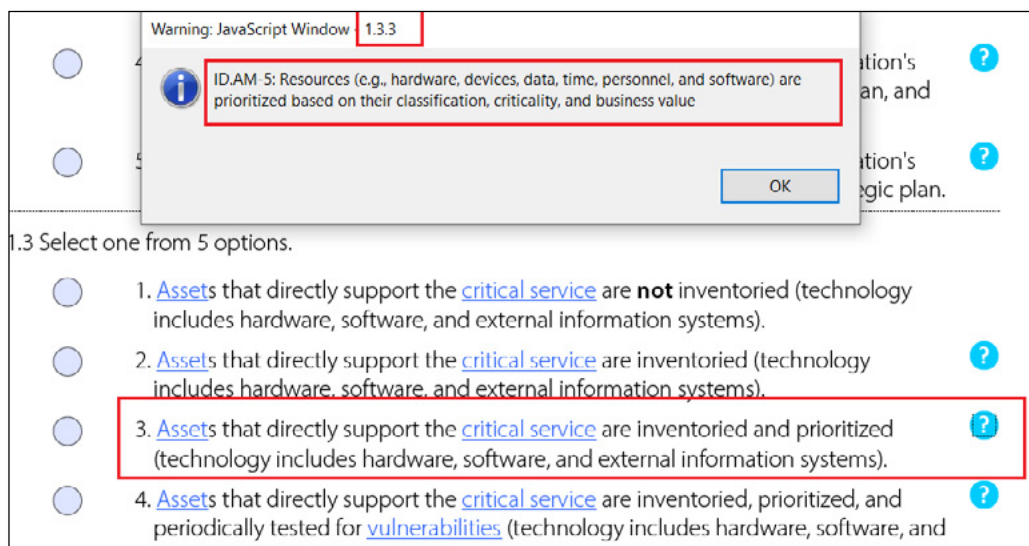 Warning: JavaScript Window - 1.3.3
ation's
ID.AM-5: Resources (e.g., hardware, devices, data, time, personnel, and software) are
prioritized based on their classification, criticality, and business value
an, and
OK
ation's
egic plan.
1.3 Select one from 5 options.
1. Assets that directly support the critical service are not inventoried (technology
includes hardware, software, and external information systems).
2. Assets that directly support the critical service are inventoried (technology
includes hardware, software, and external information systems).
3. Assets that directly support the critical service are inventoried and prioritized
(technology includes hardware, software, and external information systems).
4. Assets that directly support the critical service are inventoried, prioritized, and
periodically tested for vulnerabilities (technology includes hardware, software, and